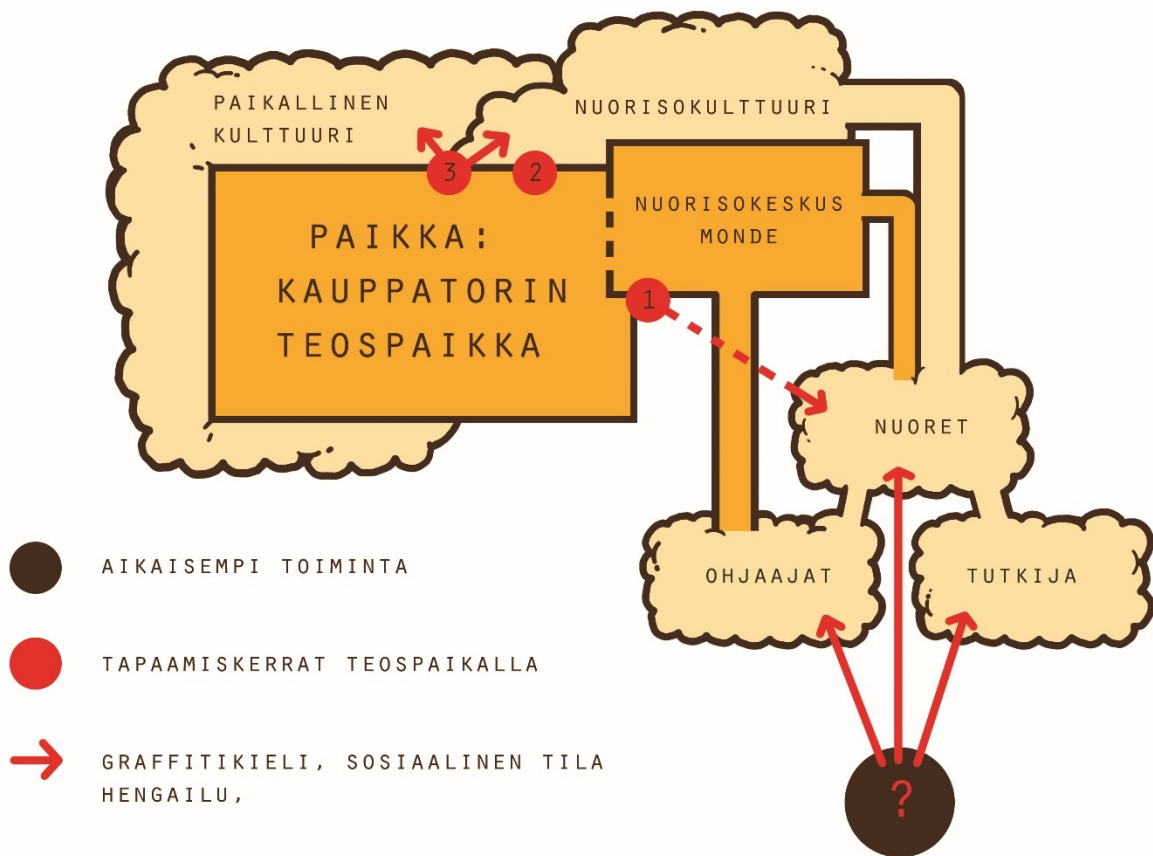 PAIKALLINEN
KULTTUURI
NUORISOKULTTUURI
3
2
NUORISOKESKUS
MONDE
PAIKKA:
KAUPPATORIN
TEOSPAIKKA
1
NUORET
OHJAAJAT
TUTKIJA
AIKAISEMPI TOIMINTA
TAPAAMISKERRAT TEOSPAIKALLA
GRAFFITIKIELI, SOSIAALINEN TILA
HENGAILU,
?